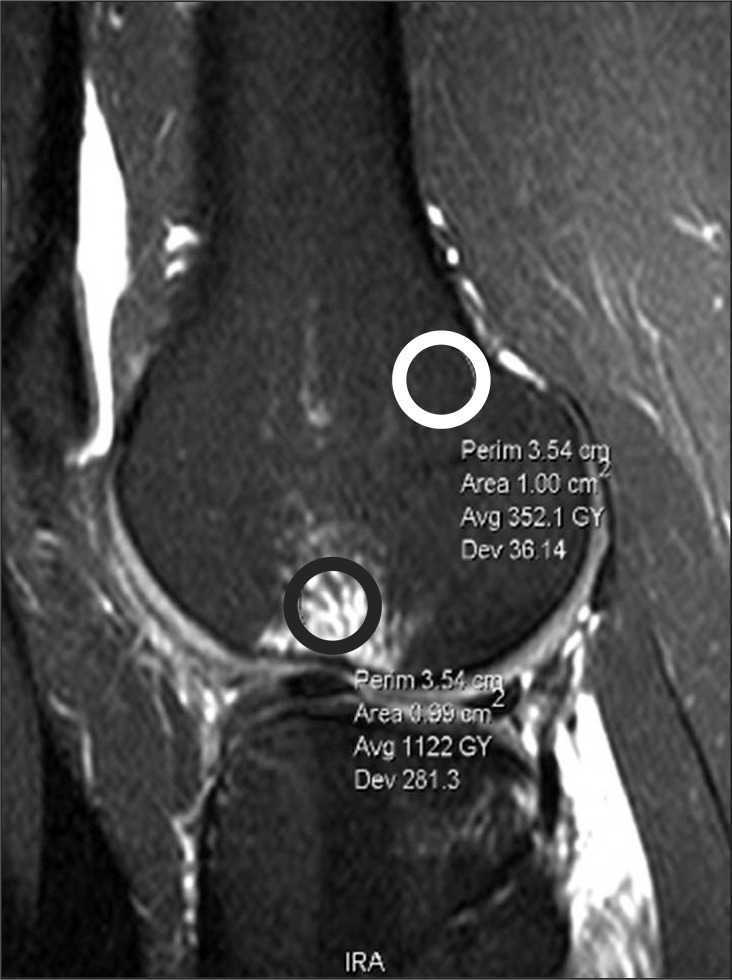 Perim 3.54 cm
Area 1.00 cm2
Avg 352.1 GY
Dev 36.14
Perim 3.54 cm
Area 0.99 cm2
Avg 1122 GY
Dev 281.3
IRA